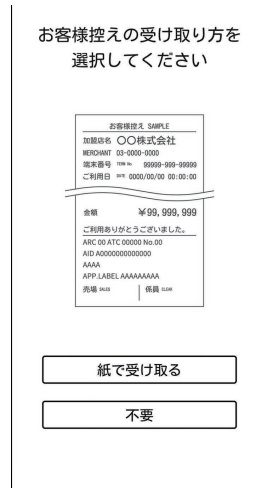 お客様控えの受け取り方を
選択してください
お客様控え SAMPLE
加盟店名 〇〇株式会社
MERCHANT 03-0000-0000
端末番号 TERM No 99999-999-99999
ご利用日 DATE 0000/00/00 00:00:00
金額 ¥99,999,999
ご利用ありがとうございました。
ARC 00 ATC 00000 No.00
AID A0000000000000
AAAA
APP.LABEL AAAAAAAAA
売場 SALES 係員 CLERK
紙で受け取る
不要